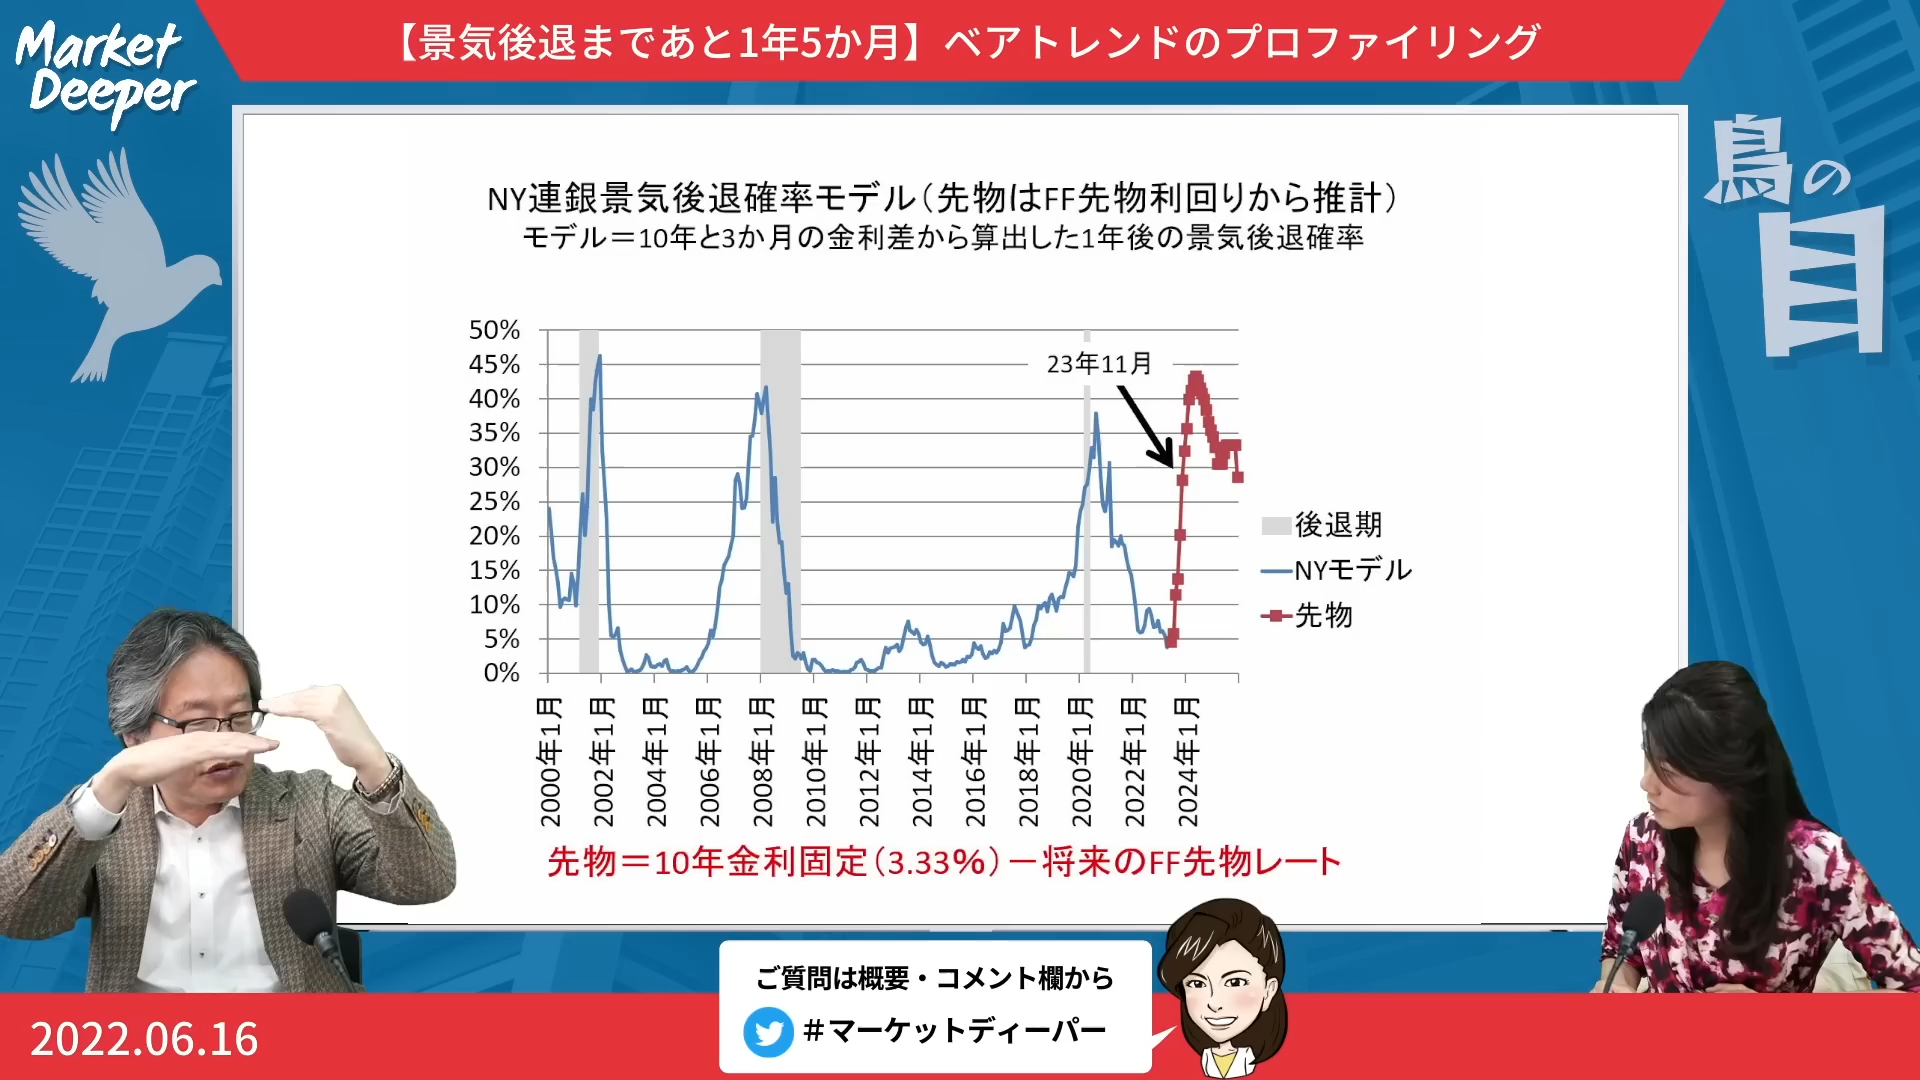 Market
Deeper
【景気後退まであと1年5か月】ベアトレンドのプロファイリング
鳥の
目
NY連銀景気後退確率モデル（先物はFF先物利回りから推計）
モデル＝10年と3か月の金利差から算出した1年後の景気後退確率
50%
45%
40%
35%
30%
25%
20%
15%
10%
5%
0%
23年11月
後退期
NYモデル
先物
2000年1月
2002年1月
2004年1月
2006年1月
2008年1月
2010年1月
2012年1月
2014年1月
2016年1月
2018年1月
2020年1月
2022年1月
2024年1月
先物＝10年金利固定（3.33%）－将来のFF先物レート
ご質問は概要・コメント欄から
＃マーケットディーパー
2022.06.16